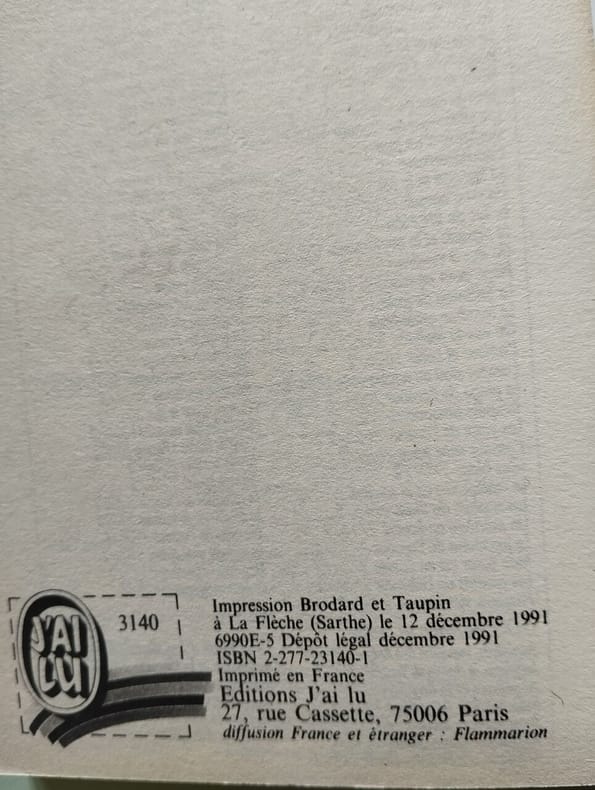 J'AI
LU
3140
Impression Brodard et Taupin
à La Flèche (Sarthe) le 12 décembre 1991
6990E-5 Dépôt légal décembre 1991
ISBN 2-277-23140-1
Imprimé en France
Editions J'ai lu
27, rue Cassette, 75006 Paris
diffusion France et étranger : Flammarion